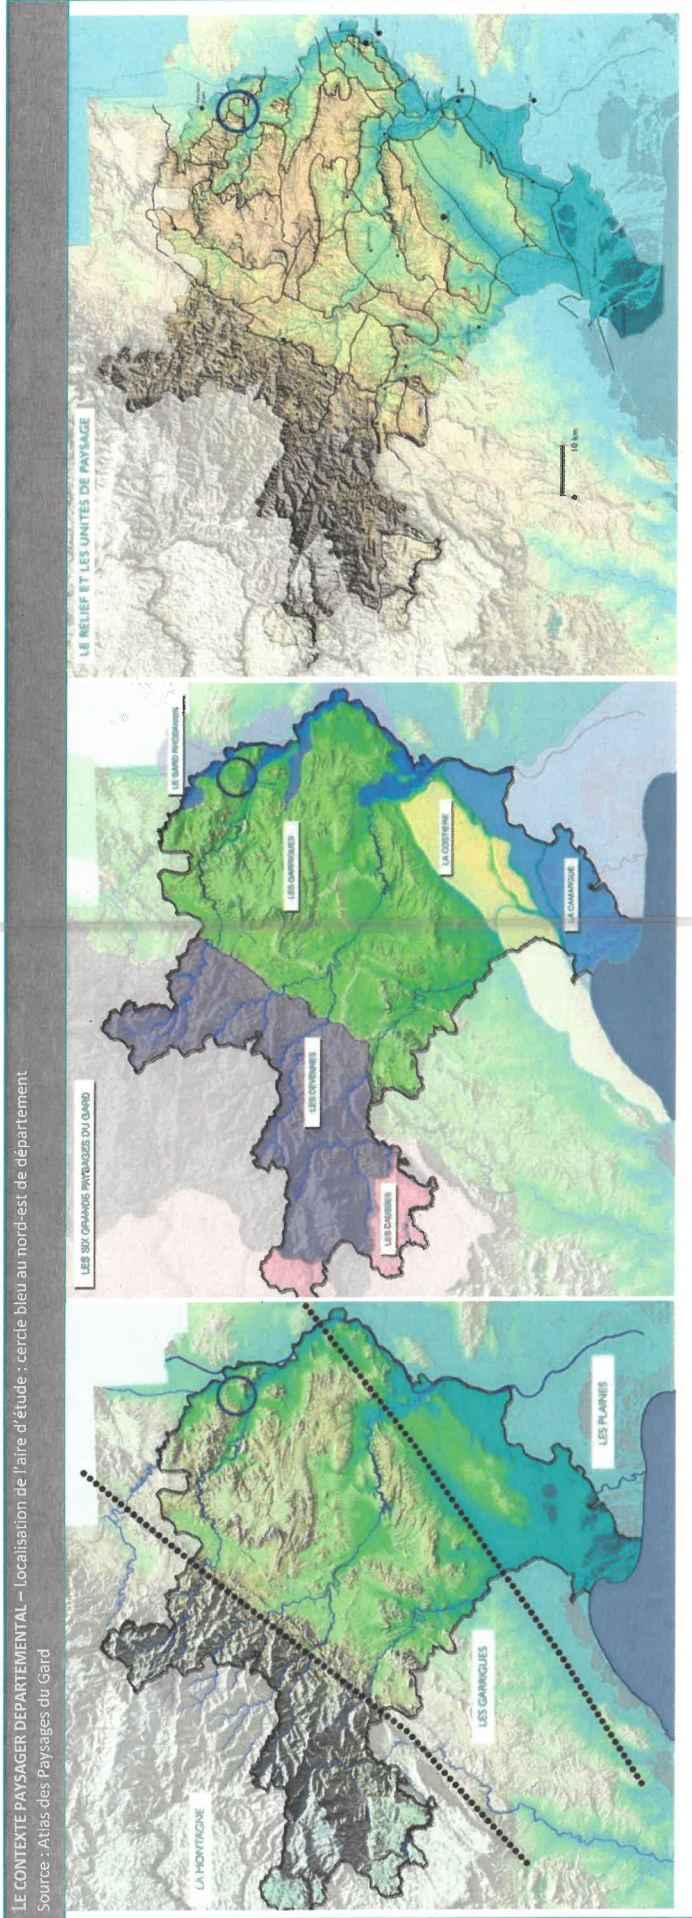 LE CONTEXTE PAYSAGER DEPARTEMENTAL – Localisation de l'aire d'étude : cercle bleu au nord-est de département
Source : Atlas des Paysages du Gard
LA MONTAGNE
LES GARRIGUES
LES PLAINES
LES SIX GRANDS PAYSAGES DU GARD
LE GARD RHODANIEN
LES GARRIGUES
LES CEVENNES
LES CAUSSES
LA COSTIERE
LA CAMARGUE
LE RELIEF ET LES UNITES DE PAYSAGE
10 km